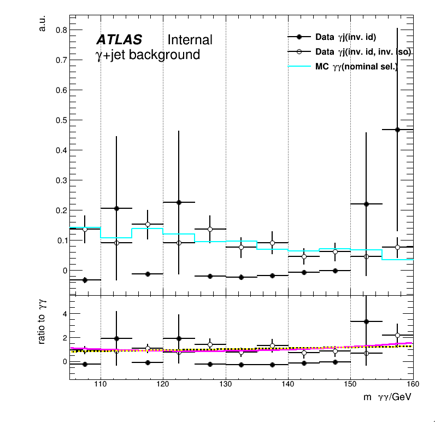 a.u.
ATLAS Internal
γ+jet background
Data γj(inv. id)
Data γj(inv. id, inv. iso)
MC γγ(nominal sel.)
0.8
0.7
0.6
0.5
0.4
0.3
0.2
0.1
0
ratio to γγ
4
2
0
110 120 130 140 150 160
m γγ/GeV